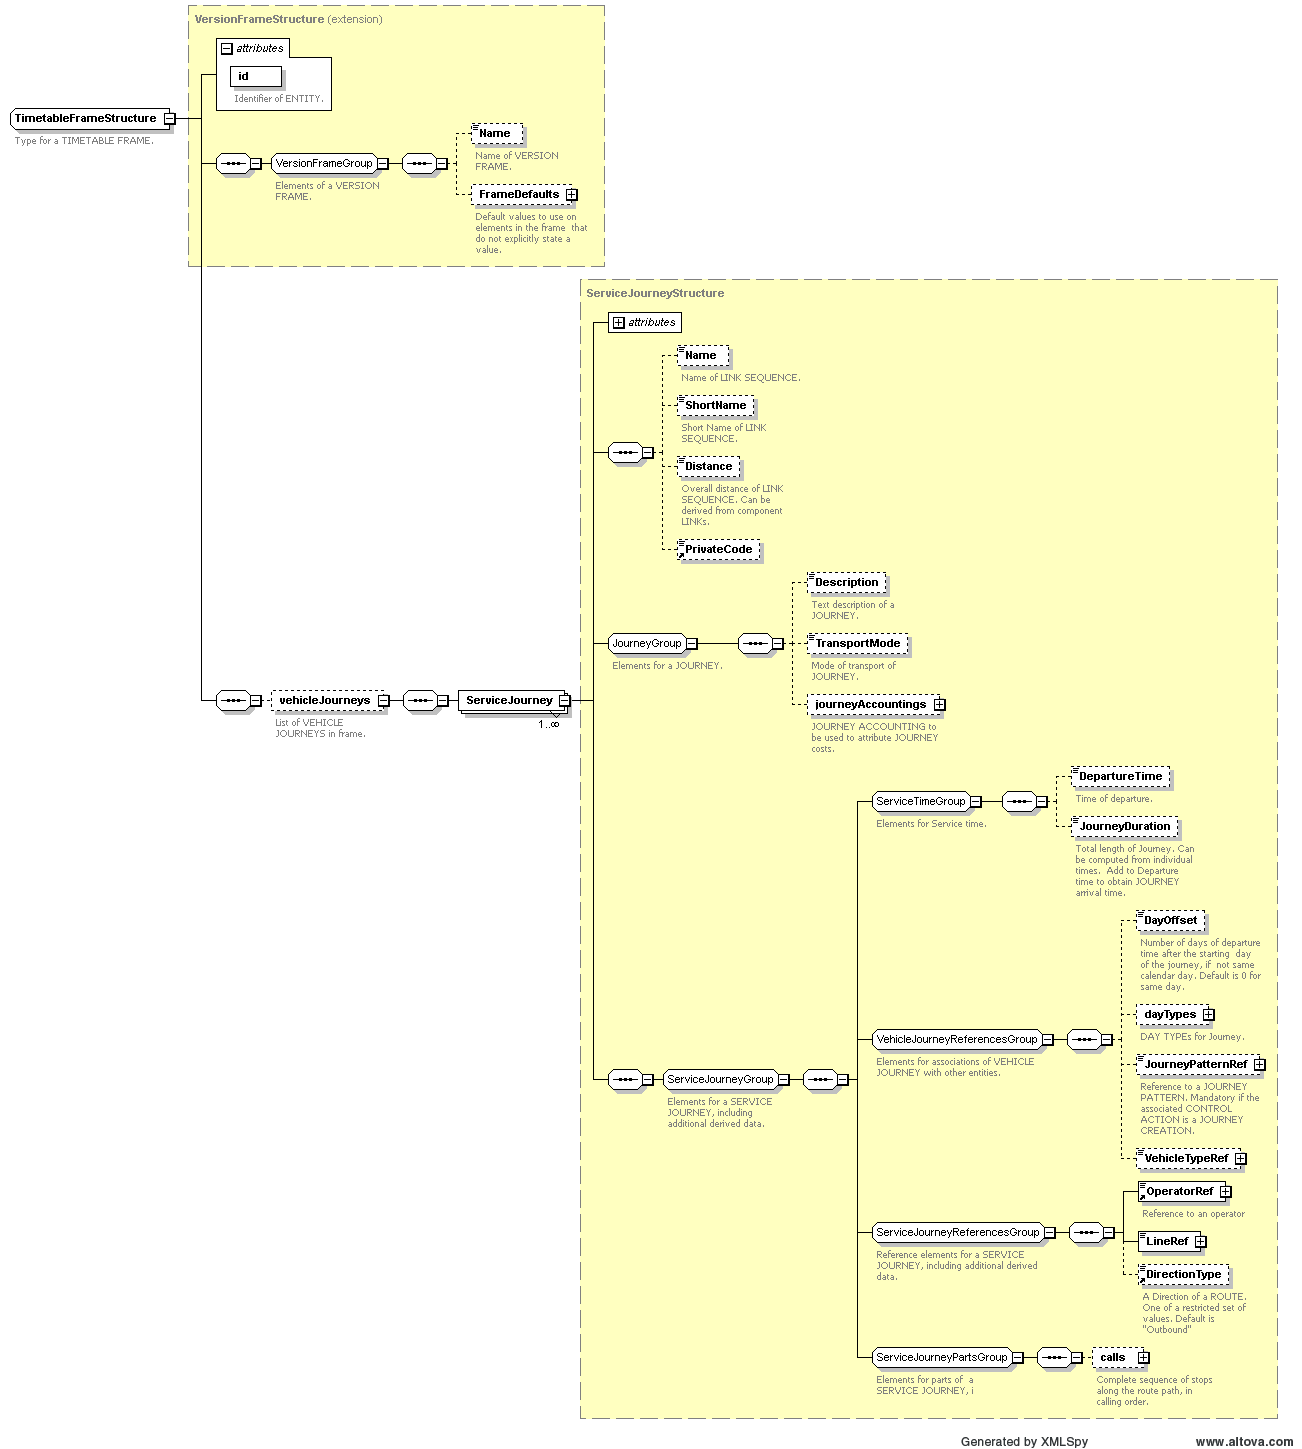 VersionFrameStructure (extension)
attributes
id
Identifier of ENTITY.
TimetableFrameStructure
Type for a TIMETABLE FRAME.
VersionFrameGroup
Elements of a VERSION
FRAME.
Name
Name of VERSION
FRAME.
FrameDefaults
Default values to use on
elements in the frame  that
do not explicitly state a
value.
ServiceJourneyStructure
attributes
Name
Name of LINK SEQUENCE.
ShortName
Short Name of LINK
SEQUENCE.
Distance
Overall distance of LINK
SEQUENCE. Can be
derived from component
LINKs.
PrivateCode
JourneyGroup
Elements for a JOURNEY.
Description
Text description of a
JOURNEY.
TransportMode
Mode of transport of
JOURNEY.
journeyAccountings
JOURNEY ACCOUNTING to
be used to attribute JOURNEY
costs.
vehicleJourneys
List of VEHICLE
JOURNEYS in frame.
ServiceJourney
1..∞
ServiceTimeGroup
Elements for Service time.
DepartureTime
Time of departure.
JourneyDuration
Total length of Journey. Can
be computed from individual
times.  Add to Departure
time to obtain JOURNEY
arrival time.
DayOffset
Number of days of departure
time after the starting  day
of the journey, if  not same
calendar day. Default is 0 for
same day.
dayTypes
DAY TYPEs for Journey.
VehicleJourneyReferencesGroup
Elements for associations of VEHICLE
JOURNEY with other entities.
JourneyPatternRef
Reference to a JOURNEY
PATTERN. Mandatory if the
associated CONTROL
ACTION is a JOURNEY
CREATION.
VehicleTypeRef
ServiceJourneyGroup
Elements for a SERVICE
JOURNEY, including
additional derived data.
OperatorRef
Reference to an operator
ServiceJourneyReferencesGroup
Reference elements for a SERVICE
JOURNEY, including additional derived
data.
LineRef
DirectionType
A Direction of a ROUTE.
One of a restricted set of
values. Default is
"Outbound"
ServiceJourneyPartsGroup
Elements for parts of  a
SERVICE JOURNEY, i
calls
Complete sequence of stops
along the route path, in
calling order.
Generated by XMLSpy
www.altova.com